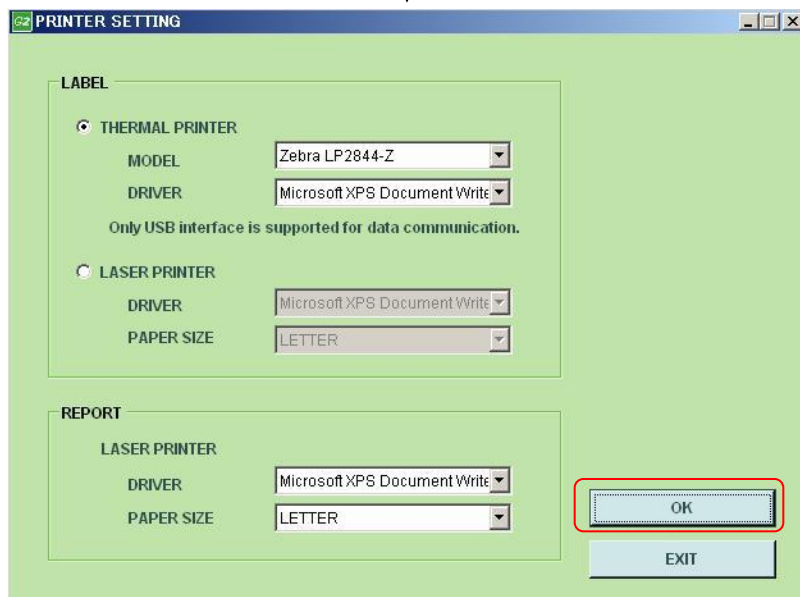 G2 PRINTER SETTING
LABEL
THERMAL PRINTER
MODEL Zebra LP2844-Z
DRIVER Microsoft XPS Document Write
Only USB interface is supported for data communication.
LASER PRINTER
DRIVER Microsoft XPS Document Write
PAPER SIZE LETTER
REPORT
LASER PRINTER
DRIVER Microsoft XPS Document Write
PAPER SIZE LETTER
OK
EXIT